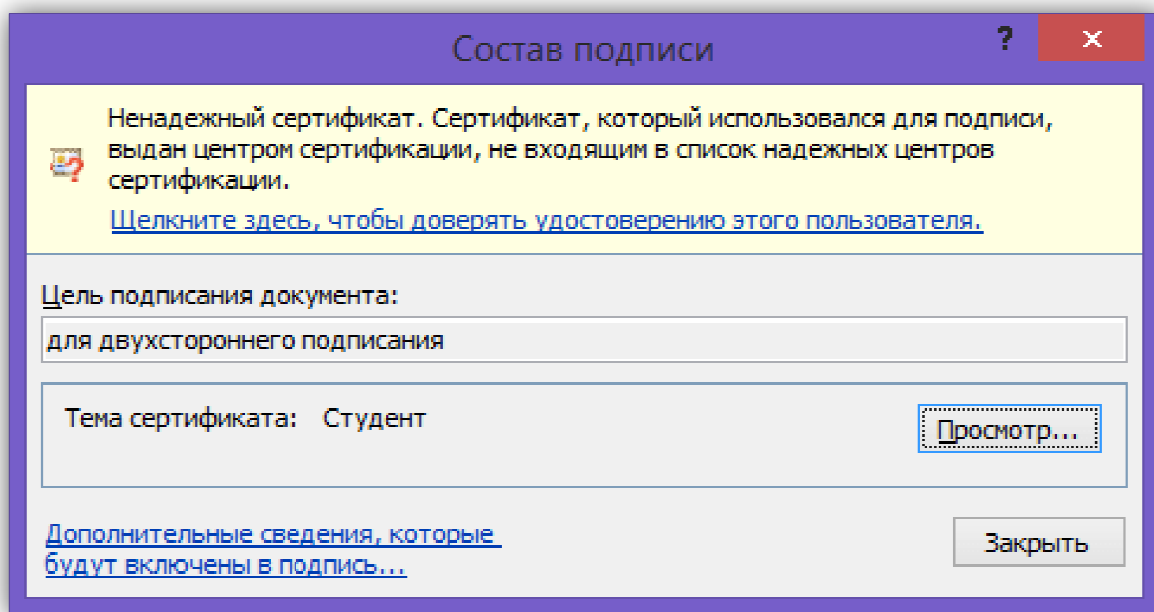 Состав подписи
?
Ненадежный сертификат. Сертификат, который использовался для подписи,
выдан центром сертификации, не входящим в список надежных центров
сертификации.
Щелкните здесь, чтобы доверять удостоверению этого пользователя.
Цель подписания документа:
для двухстороннего подписания
Тема сертификата: Студент
Просмотр...
Дополнительные сведения, которые
будут включены в подпись...
Закрыть